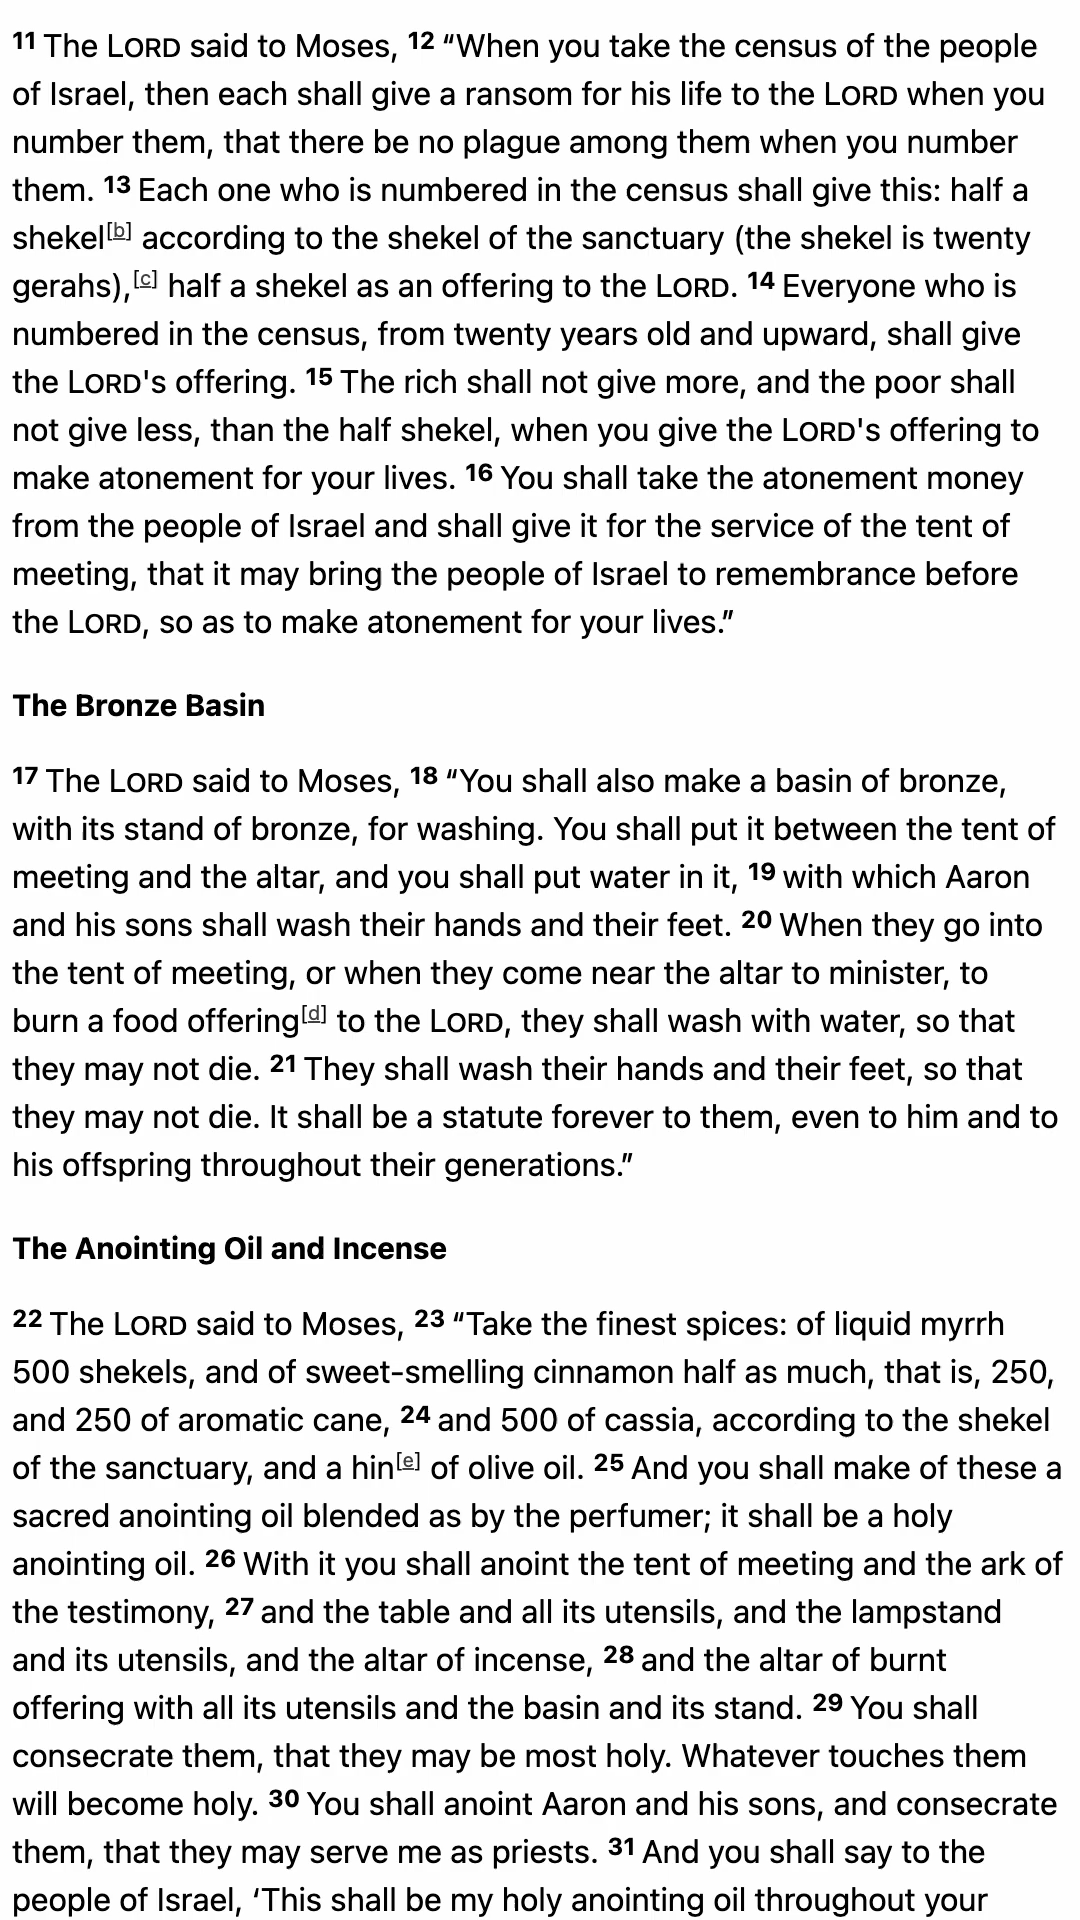 11 The LORD said to Moses, 12 “When you take the census of the people
of Israel, then each shall give a ransom for his life to the LORD when you
number them, that there be no plague among them when you number
them. 13 Each one who is numbered in the census shall give this: half a
shekel[b] according to the shekel of the sanctuary (the shekel is twenty
gerahs),[c] half a shekel as an offering to the LORD. 14 Everyone who is
numbered in the census, from twenty years old and upward, shall give
the LORD's offering. 15 The rich shall not give more, and the poor shall
not give less, than the half shekel, when you give the LORD's offering to
make atonement for your lives. 16 You shall take the atonement money
from the people of Israel and shall give it for the service of the tent of
meeting, that it may bring the people of Israel to remembrance before
the LORD, so as to make atonement for your lives.”
The Bronze Basin
17 The LORD said to Moses, 18 “You shall also make a basin of bronze,
with its stand of bronze, for washing. You shall put it between the tent of
meeting and the altar, and you shall put water in it, 19 with which Aaron
and his sons shall wash their hands and their feet. 20 When they go into
the tent of meeting, or when they come near the altar to minister, to
burn a food offering[d] to the LORD, they shall wash with water, so that
they may not die. 21 They shall wash their hands and their feet, so that
they may not die. It shall be a statute forever to them, even to him and to
his offspring throughout their generations.”
The Anointing Oil and Incense
22 The LORD said to Moses, 23 “Take the finest spices: of liquid myrrh
500 shekels, and of sweet-smelling cinnamon half as much, that is, 250,
and 250 of aromatic cane, 24 and 500 of cassia, according to the shekel
of the sanctuary, and a hin[e] of olive oil. 25 And you shall make of these a
sacred anointing oil blended as by the perfumer; it shall be a holy
anointing oil. 26 With it you shall anoint the tent of meeting and the ark of
the testimony, 27 and the table and all its utensils, and the lampstand
and its utensils, and the altar of incense, 28 and the altar of burnt
offering with all its utensils and the basin and its stand. 29 You shall
consecrate them, that they may be most holy. Whatever touches them
will become holy. 30 You shall anoint Aaron and his sons, and consecrate
them, that they may serve me as priests. 31 And you shall say to the
people of Israel, ‘This shall be my holy anointing oil throughout your